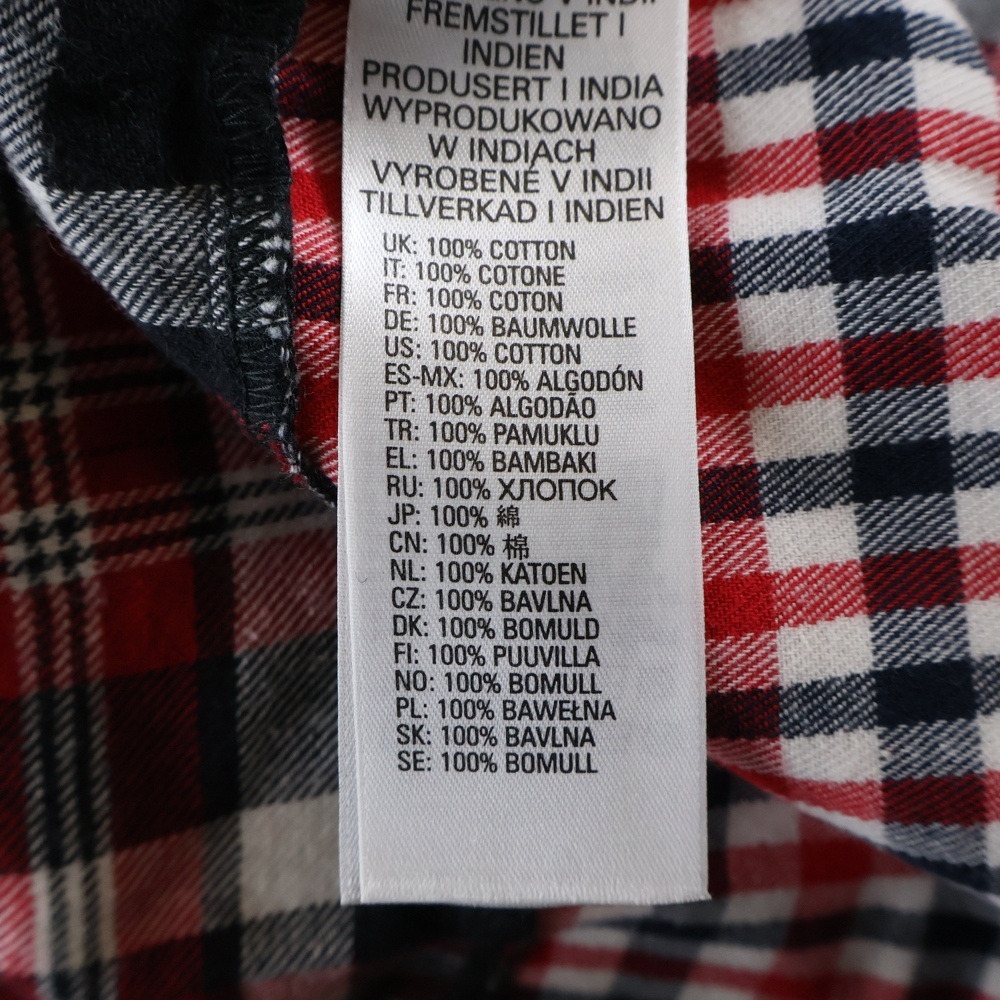 FREMSTILLET I
INDIEN
PRODUSERT I INDIA
WYPRODUKOWANO
W INDIACH
VYROBENÉ V INDII
TILLVERKAD I INDIEN
UK: 100% COTTON
IT: 100% COTONE
FR: 100% COTON
DE: 100% BAUMWOLLE
US: 100% COTTON
ES-MX: 100% ALGODÓN
PT: 100% ALGODÃO
TR: 100% PAMUKLU
EL: 100% BAMBAKI
RU: 100% ХЛОПОК
JP: 100% 綿
CN: 100% 棉
NL: 100% KATOEN
CZ: 100% BAVLNA
DK: 100% BOMULD
FI: 100% PUUVILLA
NO: 100% BOMULL
PL: 100% BAWEŁNA
SK: 100% BAVLNA
SE: 100% BOMULL